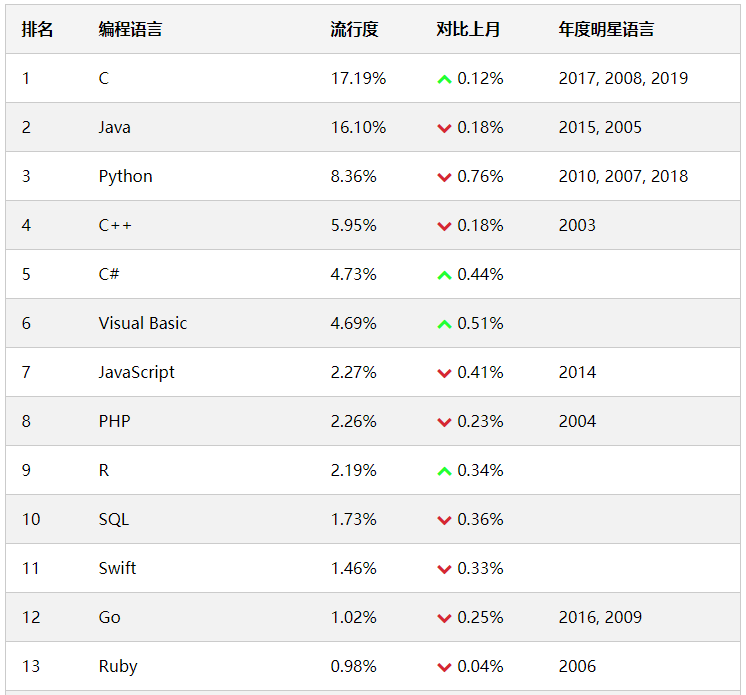 排名 编程语言 流行度 对比上月 年度明星语言
1 C 17.19% 0.12% 2017, 2008, 2019
2 Java 16.10% 0.18% 2015, 2005
3 Python 8.36% 0.76% 2010, 2007, 2018
4 C++ 5.95% 0.18% 2003
5 C# 4.73% 0.44%
6 Visual Basic 4.69% 0.51%
7 JavaScript 2.27% 0.41% 2014
8 PHP 2.26% 0.23% 2004
9 R 2.19% 0.34%
10 SQL 1.73% 0.36%
11 Swift 1.46% 0.33%
12 Go 1.02% 0.25% 2016, 2009
13 Ruby 0.98% 0.04% 2006